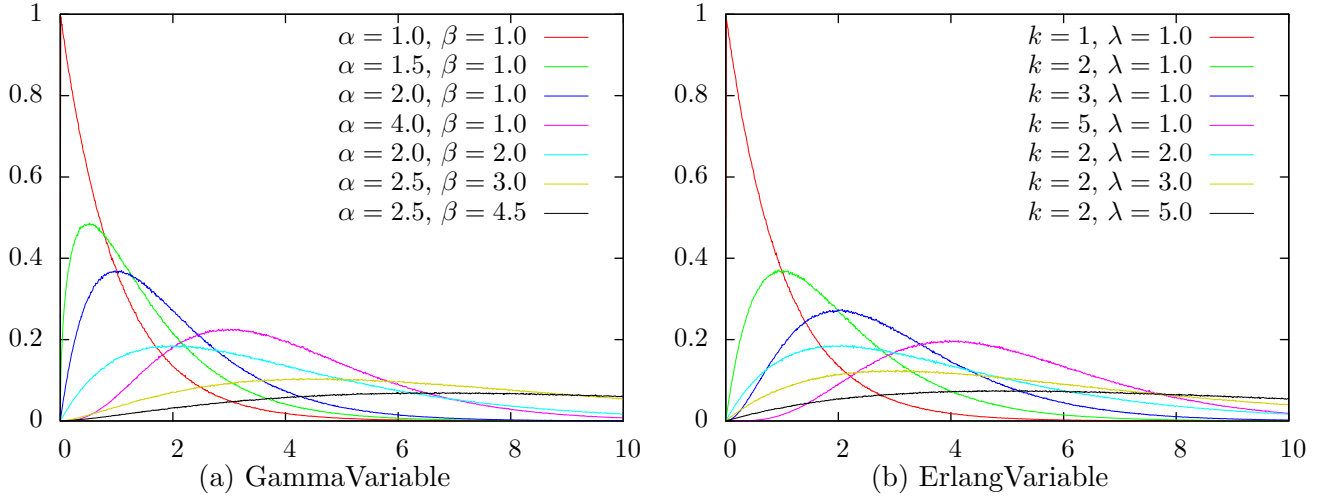 1
0.8
0.6
0.4
0.2
0
0 2 4 6 8 10
α = 1.0, β = 1.0
α = 1.5, β = 1.0
α = 2.0, β = 1.0
α = 4.0, β = 1.0
α = 2.0, β = 2.0
α = 2.5, β = 3.0
α = 2.5, β = 4.5
(a) GammaVariable
1
0.8
0.6
0.4
0.2
0
0 2 4 6 8 10
k = 1, λ = 1.0
k = 2, λ = 1.0
k = 3, λ = 1.0
k = 5, λ = 1.0
k = 2, λ = 2.0
k = 2, λ = 3.0
k = 2, λ = 5.0
(b) ErlangVariable